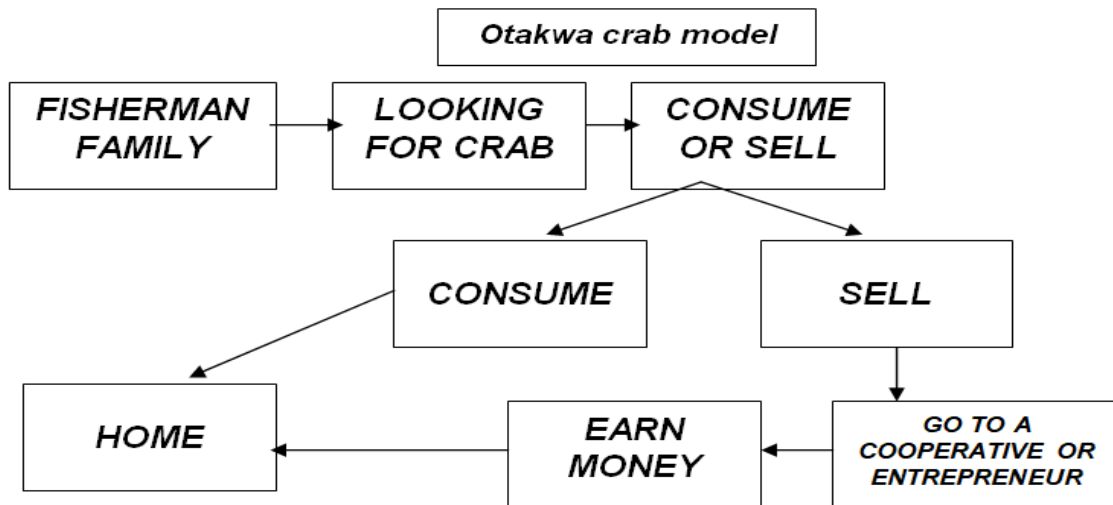 Otakwa crab model
FISHERMAN
FAMILY
LOOKING
FOR CRAB
CONSUME
OR SELL
CONSUME
SELL
HOME
EARN
MONEY
GO TO A
COOPERATIVE OR
ENTREPRENEUR